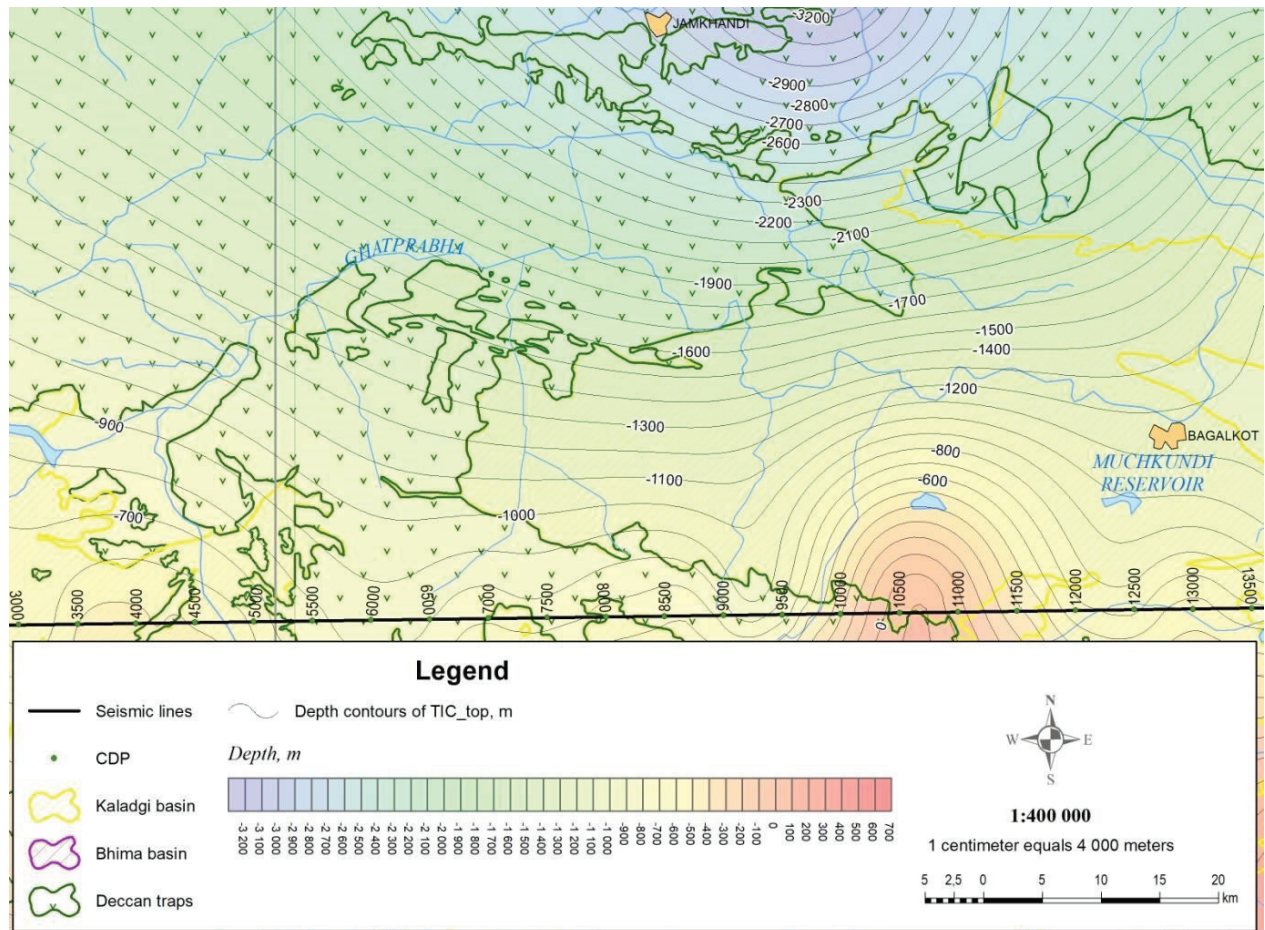 -3200
JAMKHANDI
-2900
-2800
-2700
-2600
-2300
-2200
-2100
GHATPRABHA
-1900
-1700
-1500
-1600
-1400
-1200
-900
-1300
BAGALKOT
-800
MUCHKUNDI
RESERVOIR
-1100
-600
-700
-1000
3000 3500 4000 4500 5000 5500 6000 6500 7000 7500 8000 8500 9000 9500 10000 10500 11000 11500 12000 12500 13000 13500
0
Legend
Seismic lines
Depth contours of TIC_top, m
CDP
Depth, m
Kaladgi basin
Bhima basin
Deccan traps
-3 200 -3 100 -3 000 -2 900 -2 800 -2 700 -2 600 -2 500 -2 400 -2 300 -2 200 -2 100 -2 000 -1 900 -1 800 -1 700 -1 600 -1 500 -1 400 -1 300 -1 200 -1 100 -1 000 -900 -800 -700 -600 -500 -400 -300 -200 -100 0 100 200 300 400 500 600 700
N
W E
S
1:400 000
1 centimeter equals 4 000 meters
5 2,5 0 5 10 15 20
km